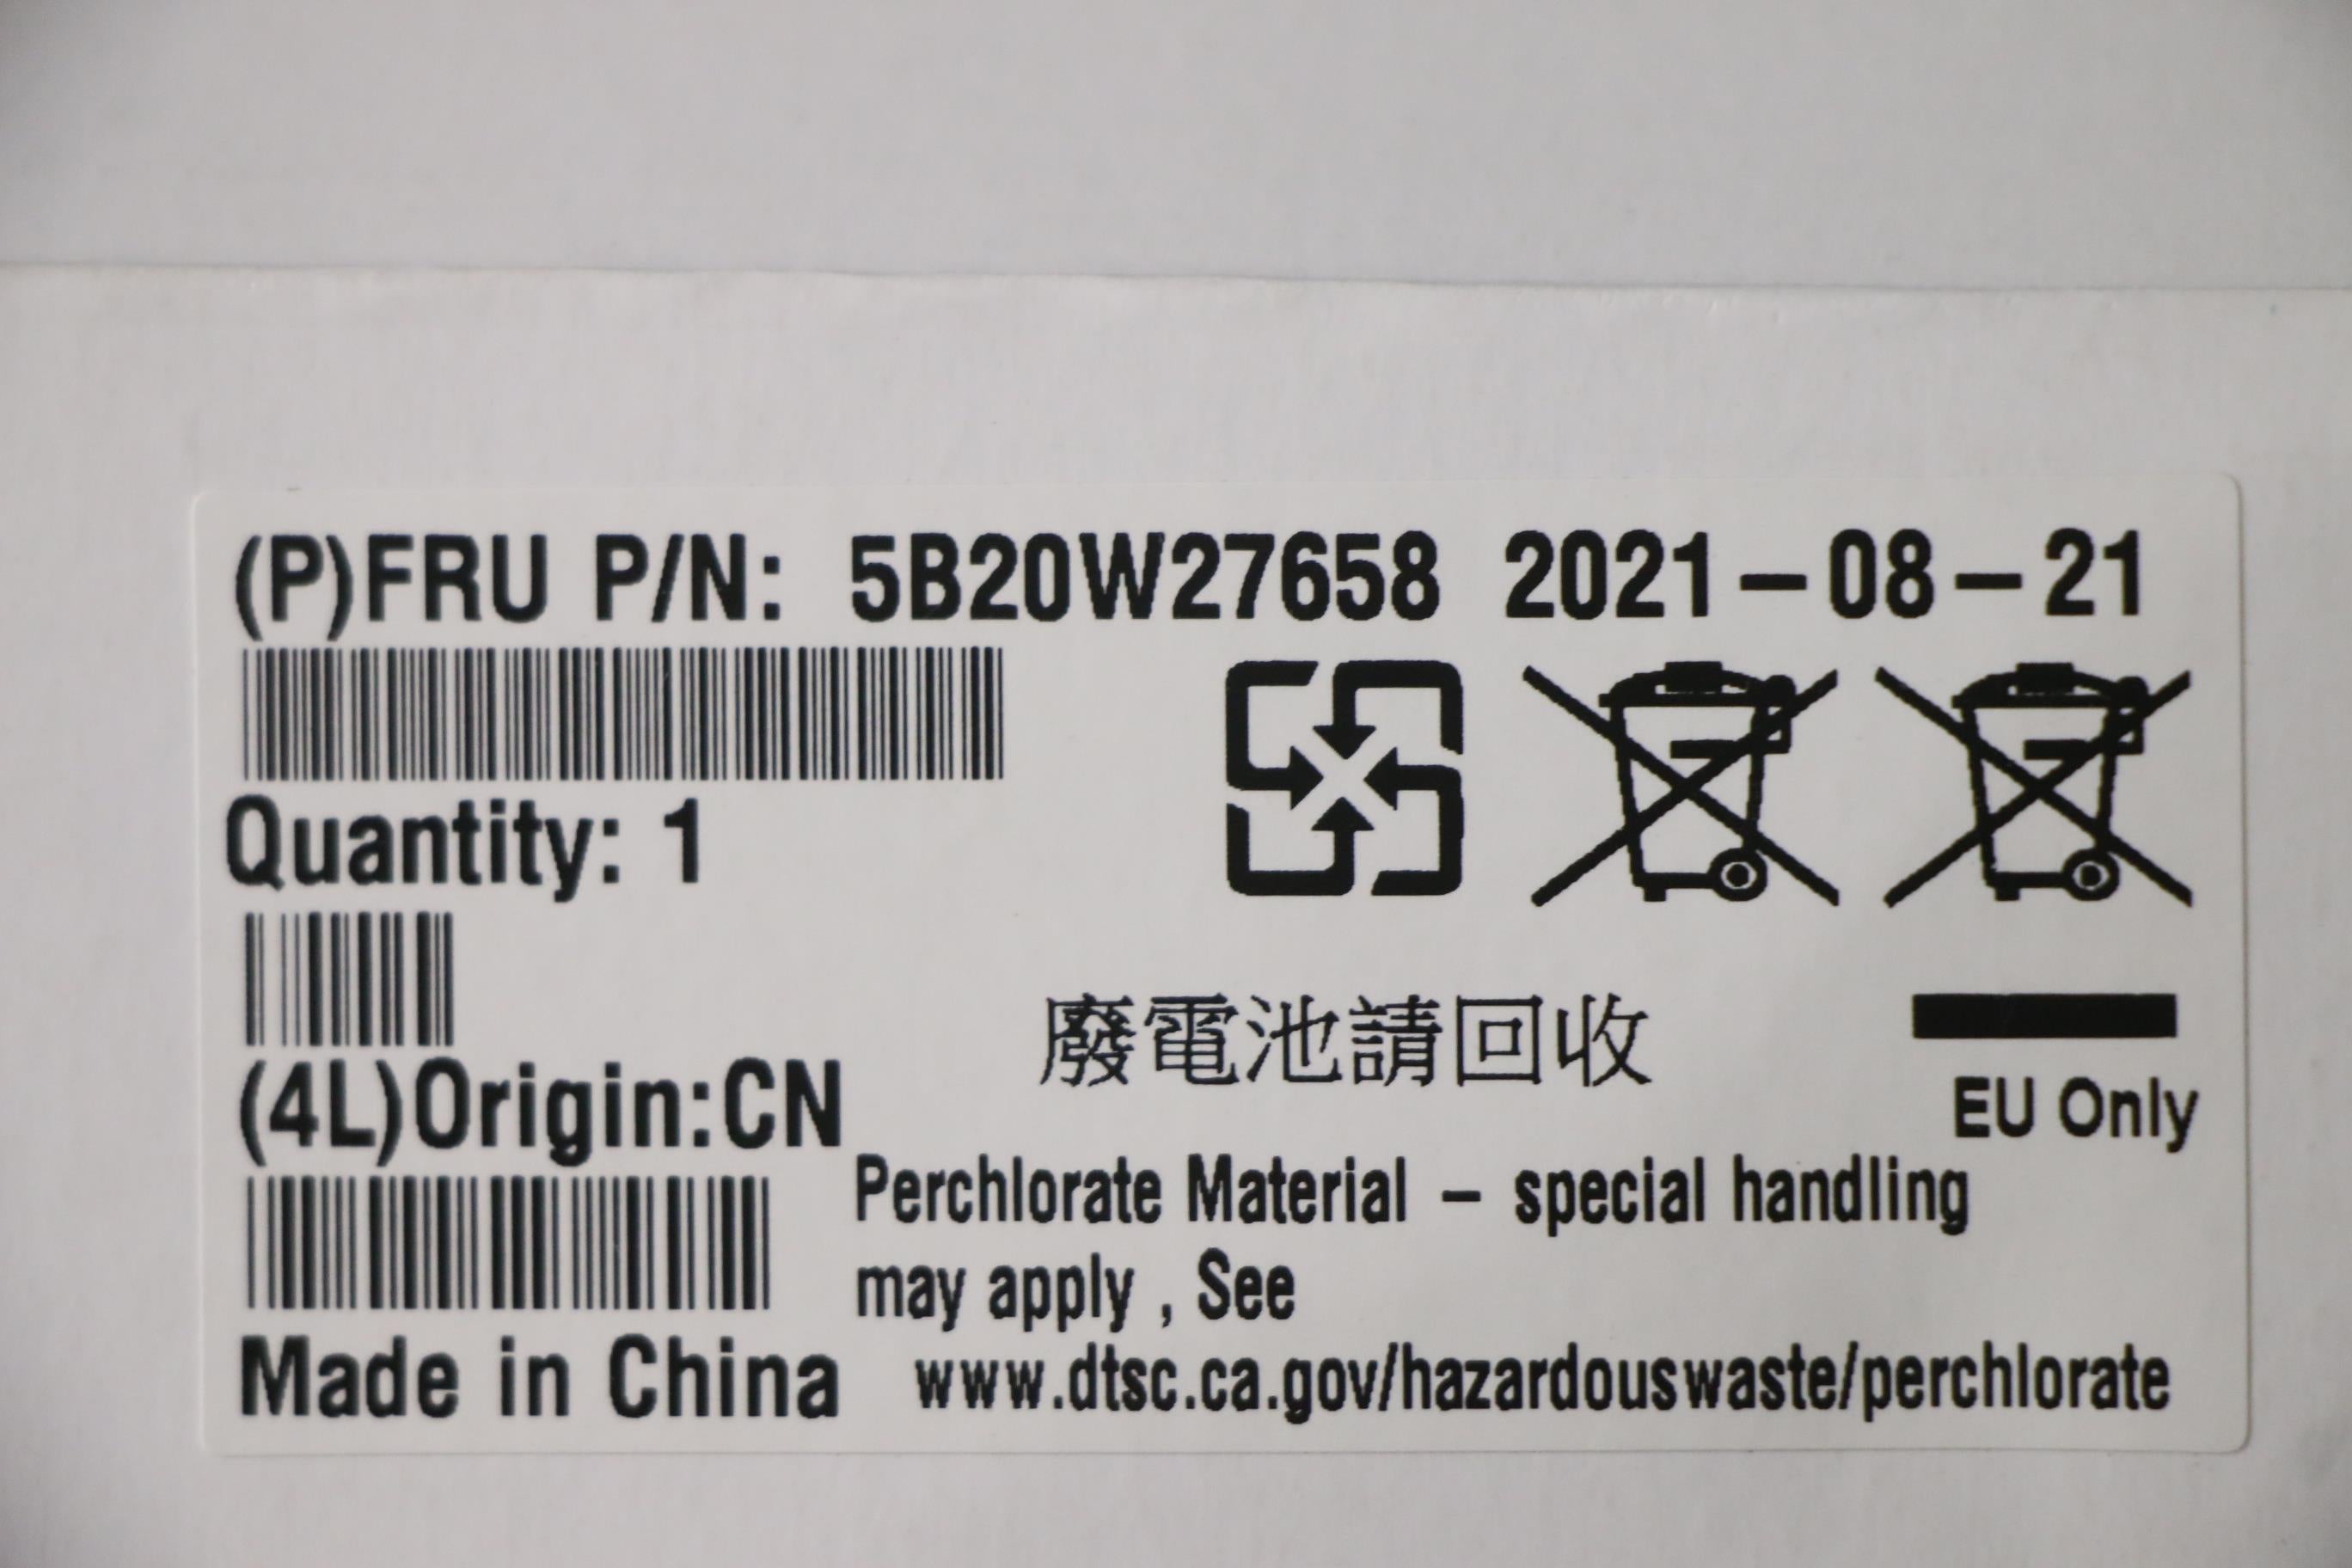 (P)FRU P/N: 5B20W27658 2021-08-21
Quantity: 1
廢電池請回收
EU Only
(4L)Origin:CN
Perchlorate Material - special handling
may apply , See
www.dtsc.ca.gov/hazardouswaste/perchlorate
Made in China